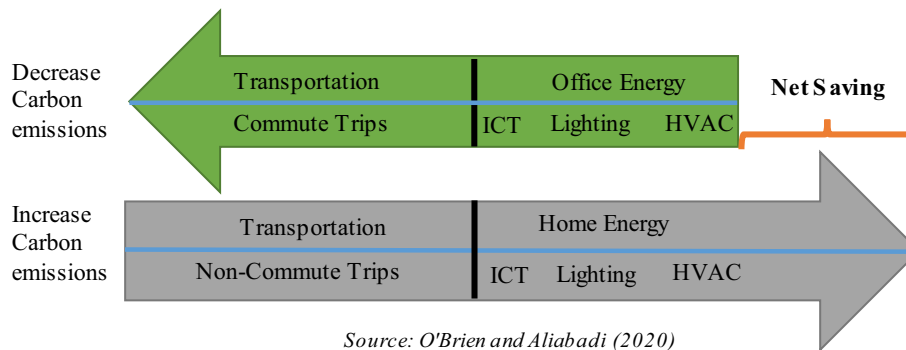 Decrease
Carbon
emissions
Transportation
Office Energy
Commute Trips
ICT Lighting HVAC
Net Saving
Increase
Carbon
emissions
Transportation
Home Energy
Non-Commute Trips
ICT Lighting HVAC
Source: O'Brien and Aliabadi (2020)